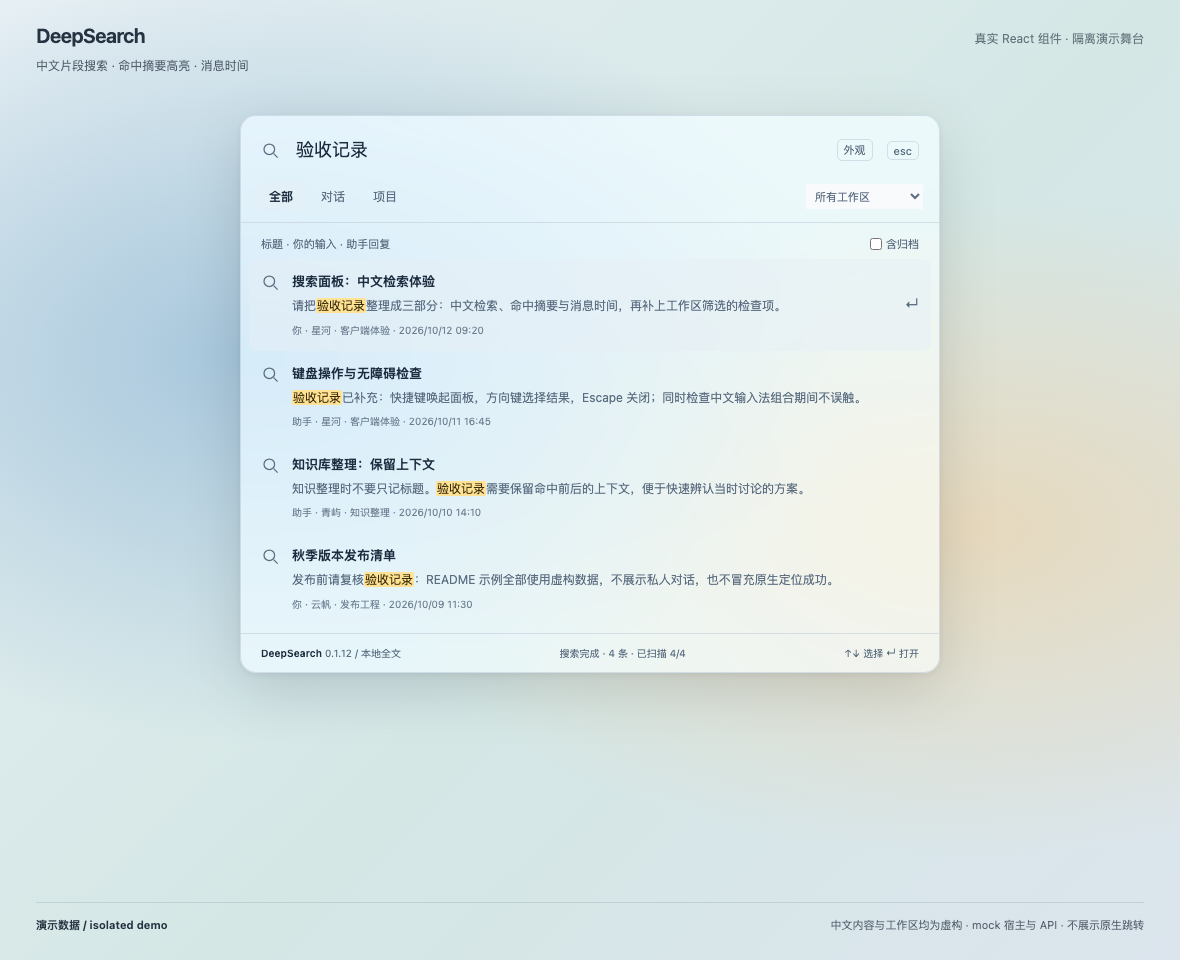 DeepSearch
真实 React 组件 · 隔离演示舞台
中文片段搜索 · 命中摘要高亮 · 消息时间
验收记录
外观
esc
全部 对话 项目
所有工作区
标题 · 你的输入 · 助手回复
含归档
搜索面板：中文检索体验
请把验收记录整理成三部分：中文检索、命中摘要与消息时间，再补上工作区筛选的检查项。
你 · 星河 · 客户端体验 · 2026/10/12 09:20
键盘操作与无障碍检查
验收记录已补充：快捷键唤起面板，方向键选择结果，Escape 关闭；同时检查中文输入法组合期间不误触。
助手 · 星河 · 客户端体验 · 2026/10/11 16:45
知识库整理：保留上下文
知识整理时不要只记标题。验收记录需要保留命中前后的上下文，便于快速辨认当时讨论的方案。
助手 · 青屿 · 知识整理 · 2026/10/10 14:10
秋季版本发布清单
发布前请复核验收记录：README 示例全部使用虚构数据，不展示私人对话，也不冒充原生定位成功。
你 · 云帆 · 发布工程 · 2026/10/09 11:30
DeepSearch 0.1.12 / 本地全文
搜索完成 · 4 条 · 已扫描 4/4
↑↓ 选择 ↵ 打开
演示数据 / isolated demo
中文内容与工作区均为虚构 · mock 宿主与 API · 不展示原生跳转